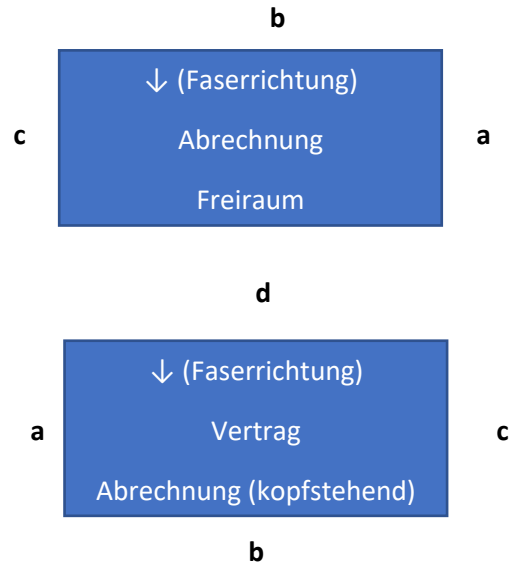 b
↓ (Faserrichtung)
c Abrechnung a
Freiraum
d
↓ (Faserrichtung)
a Vertrag c
Abrechnung (kopfstehend)
b